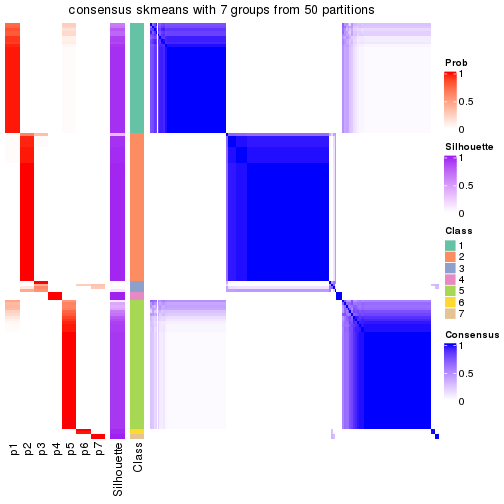 consensus skmeans with 7 groups from 50 partitions
Prob
1
0.5
0
Silhouette
1
0.5
0
Class
1
2
3
4
5
6
7
Consensus
1
0.5
0
p1
p2
p3
p4
p5
p6
p7
Silhouette
Class